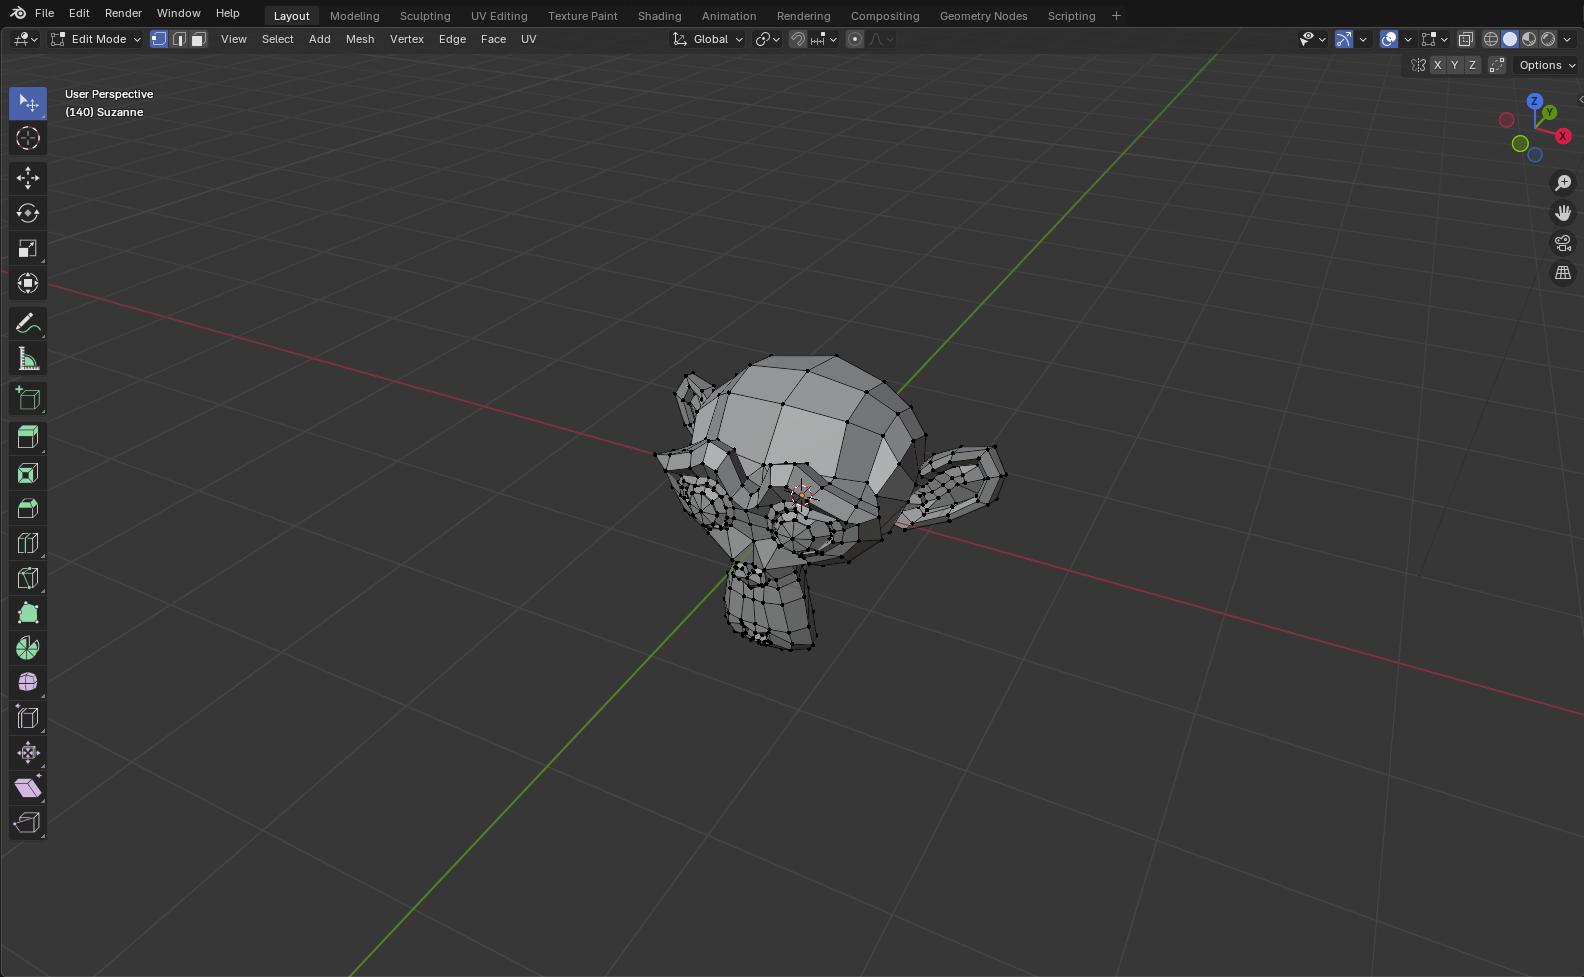 File Edit Render Window Help Layout Modeling Sculpting UV Editing Texture Paint Shading Animation Rendering Compositing Geometry Nodes Scripting +
Edit Mode View Select Add Mesh Vertex Edge Face UV Global
X Y Z Options
User Perspective
(140) Suzanne
Z
Y
X